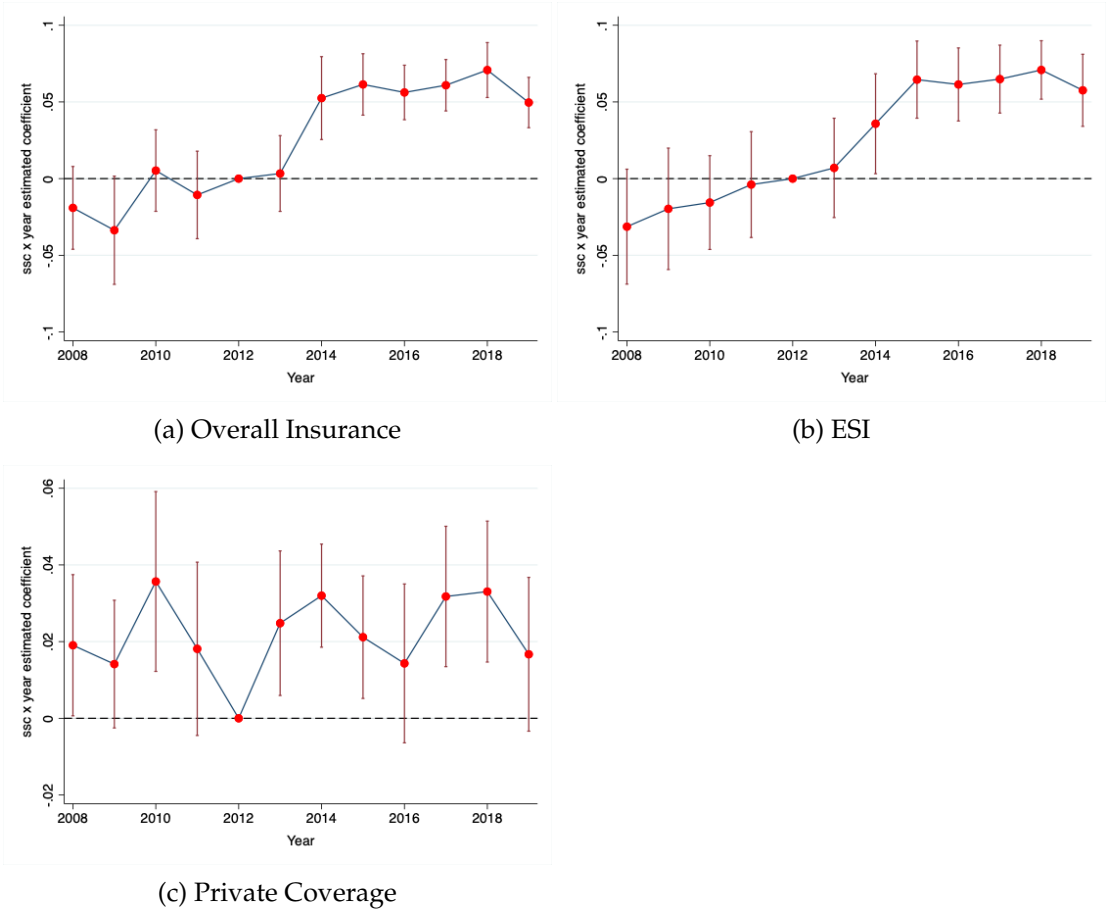 ssc x year estimated coefficient
.1
.05
0
-.05
-.1
2008 2010 2012 2014 2016 2018
Year
(a) Overall Insurance
ssc x year estimated coefficient
.1
.05
0
-.05
-.1
2008 2010 2012 2014 2016 2018
Year
(b) ESI
ssc x year estimated coefficient
.06
.04
.02
0
-.02
2008 2010 2012 2014 2016 2018
Year
(c) Private Coverage